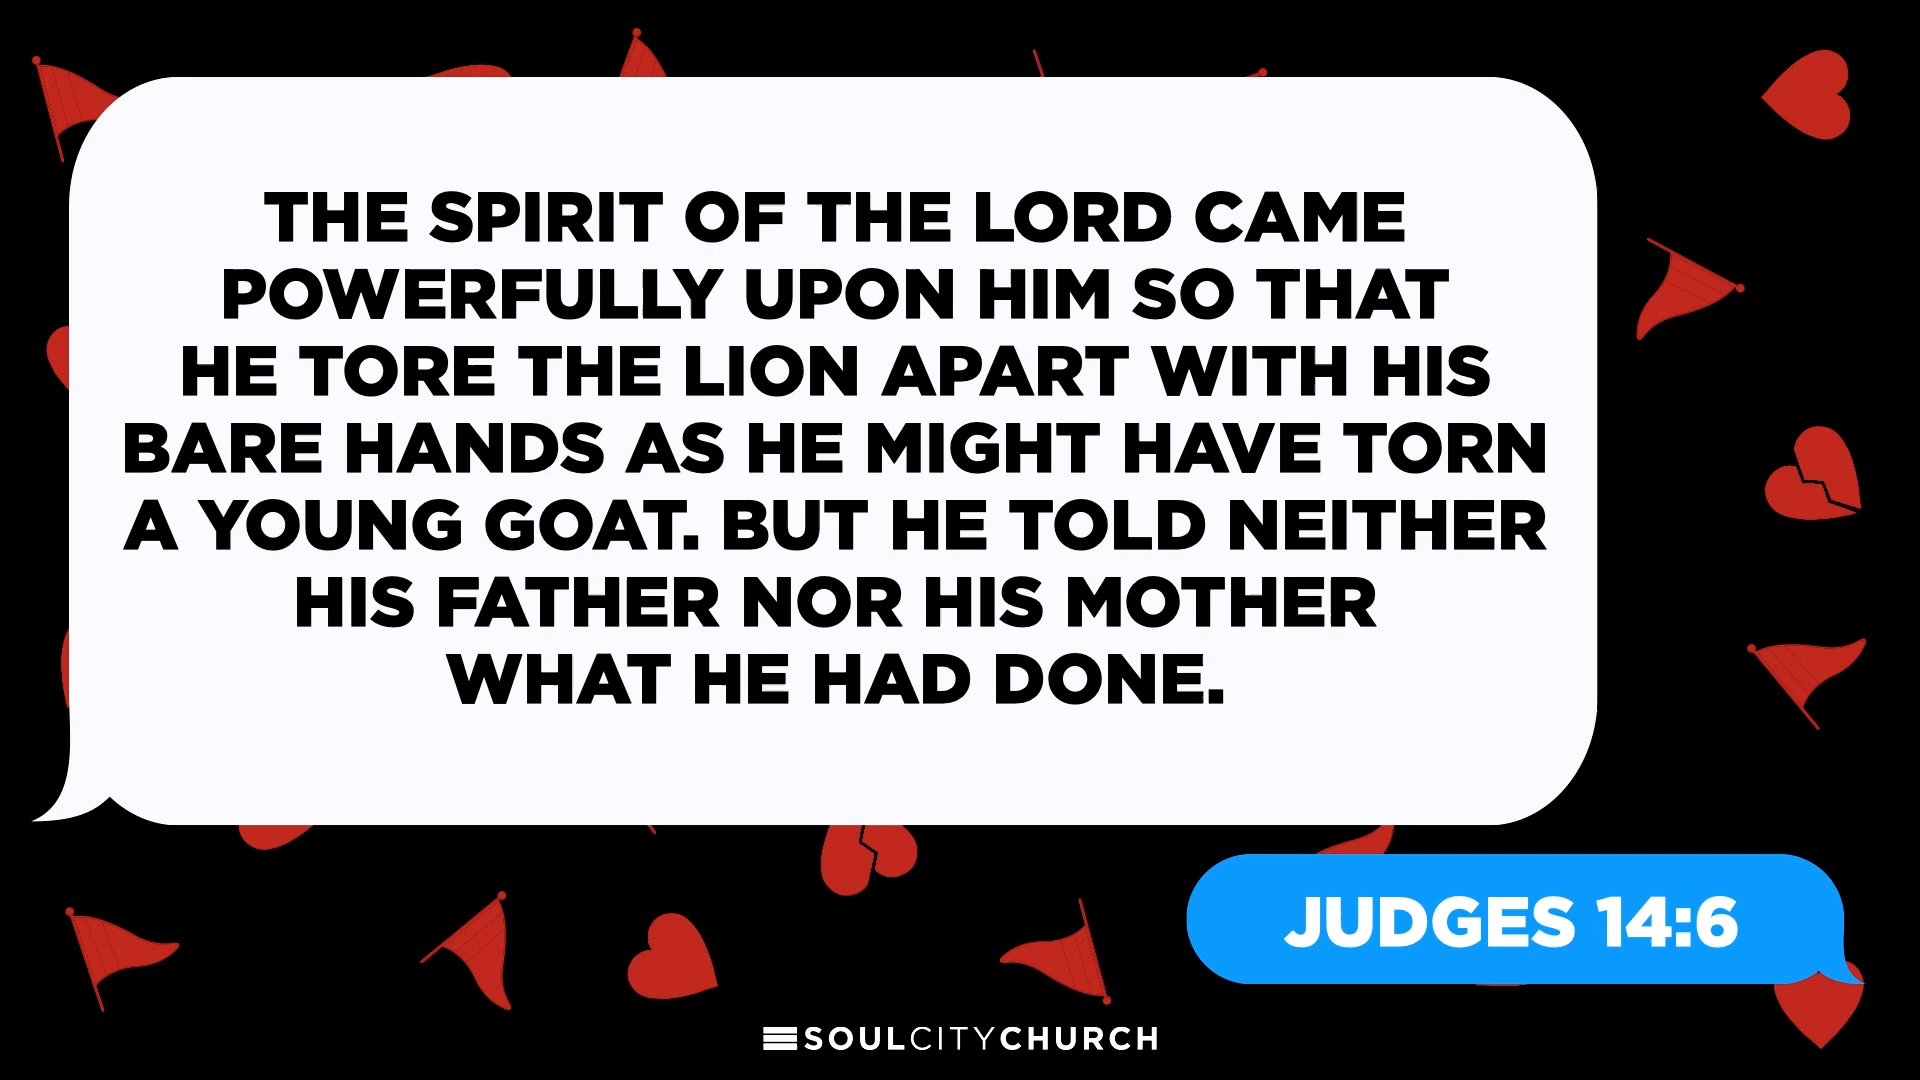 THE SPIRIT OF THE LORD CAME
POWERFULLY UPON HIM SO THAT
HE TORE THE LION APART WITH HIS
BARE HANDS AS HE MIGHT HAVE TORN
A YOUNG GOAT. BUT HE TOLD NEITHER
HIS FATHER NOR HIS MOTHER
WHAT HE HAD DONE.
JUDGES 14:6
SOULCITYCHURCH